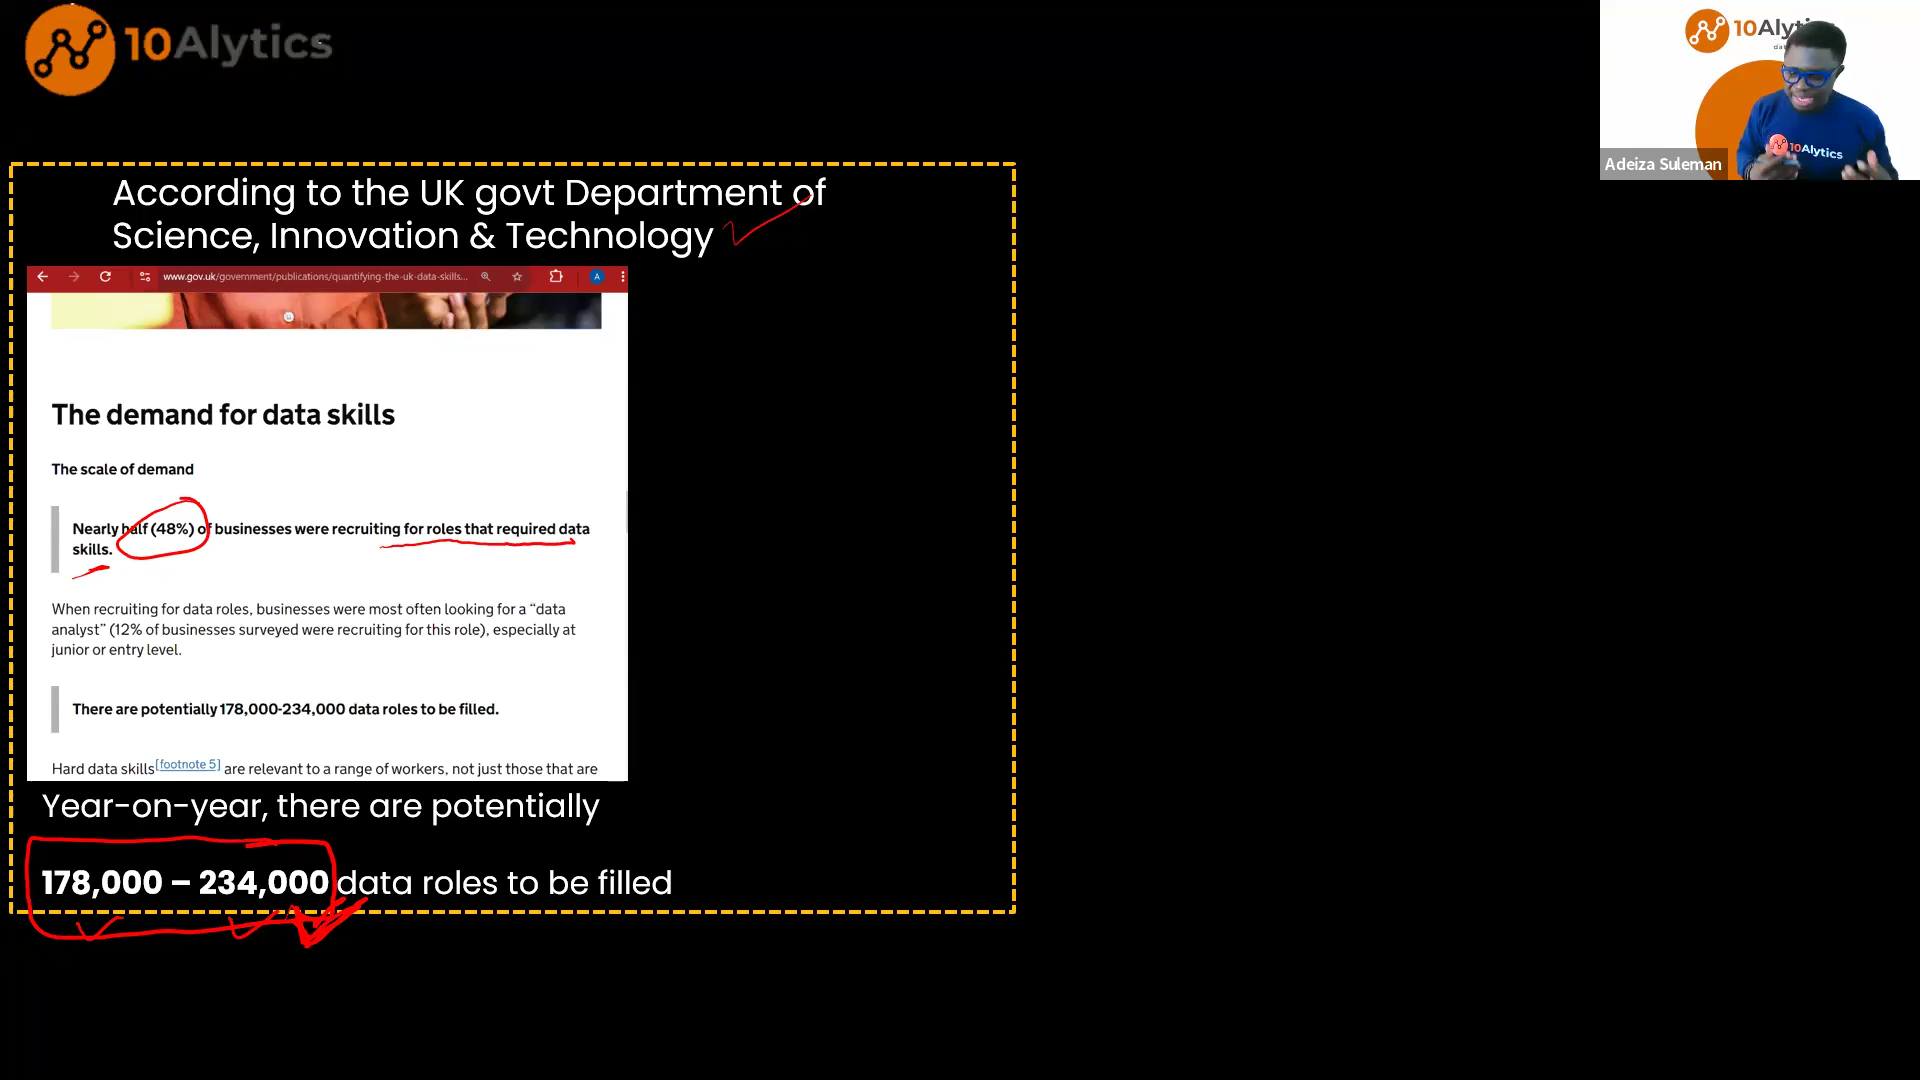 10Alytics
According to the UK govt Department of
Science, Innovation & Technology
www.gov.uk/government/publications/quantifying-the-uk-data-skills...
A
The demand for data skills
The scale of demand
Nearly half (48%) of businesses were recruiting for roles that required data
skills.
When recruiting for data roles, businesses were most often looking for a “data
analyst” (12% of businesses surveyed were recruiting for this role), especially at
junior or entry level.
There are potentially 178,000-234,000 data roles to be filled.
Hard data skills[footnote 5] are relevant to a range of workers, not just those that are
Year-on-year, there are potentially
178,000 – 234,000 data roles to be filled
10Alyti
10Alytics
Adeiza Suleman